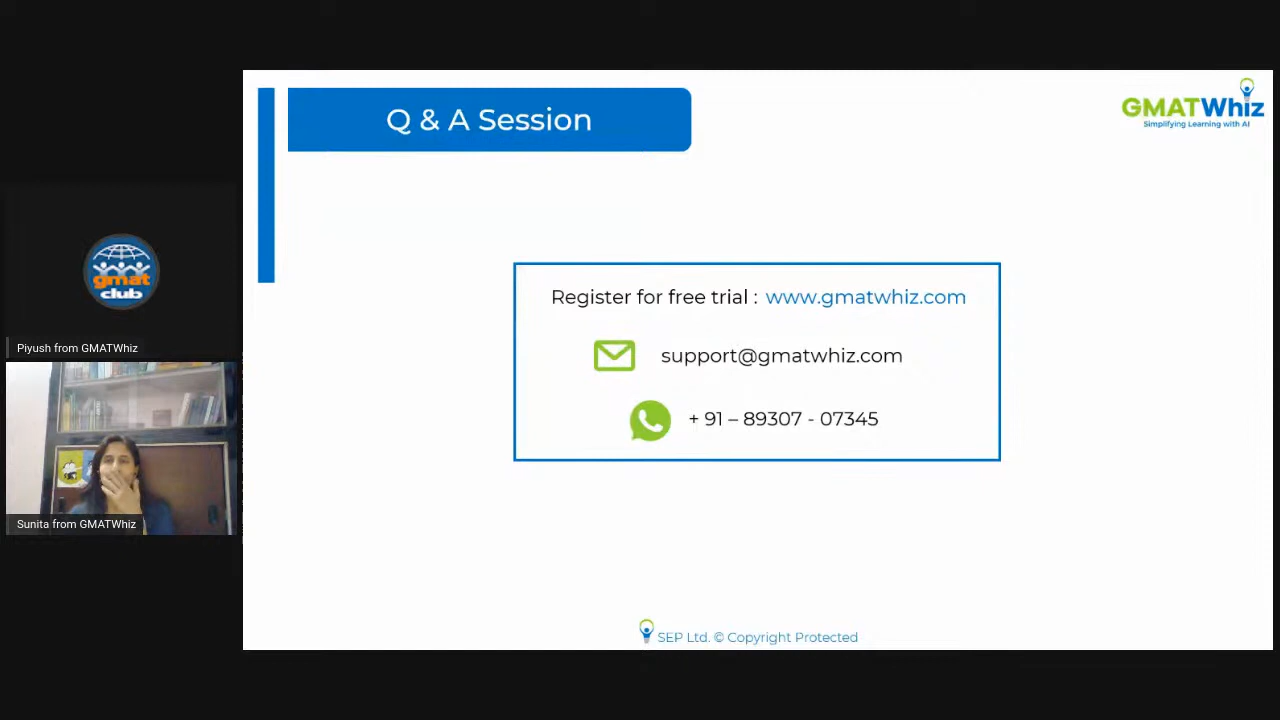 Q & A Session
GMATWhiz
Simplifying Learning with AI
gmat
club
Piyush from GMATWhiz
Sunita from GMATWhiz
Register for free trial : www.gmatwhiz.com
support@gmatwhiz.com
+ 91 – 89307 - 07345
SEP Ltd. © Copyright Protected